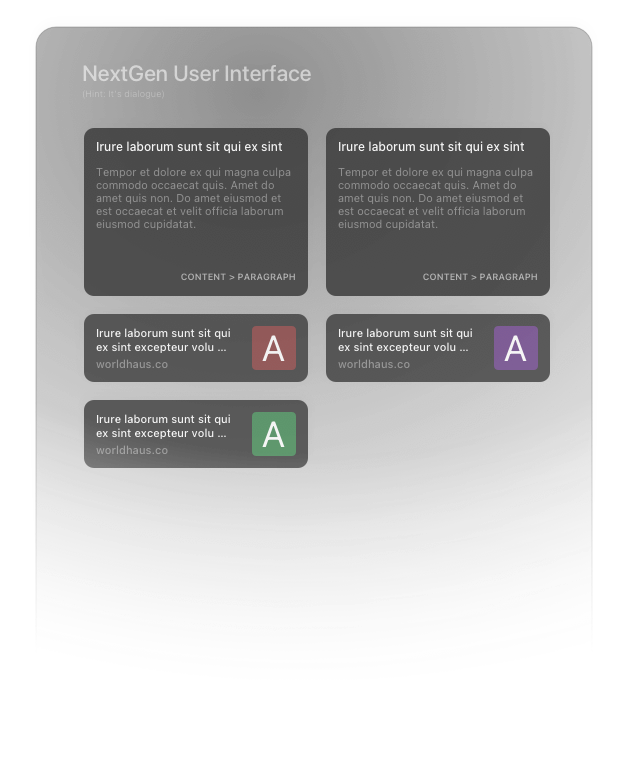 NextGen User Interface
(Hint: It's dialogue)
Irure laborum sunt sit qui ex sint
Tempor et dolore ex qui magna culpa
commodo occaecat quis. Amet do
amet quis non. Do amet eiusmod et
est occaecat et velit officia laborum
eiusmod cupidatat.
CONTENT > PARAGRAPH
Irure laborum sunt sit qui ex sint
Tempor et dolore ex qui magna culpa
commodo occaecat quis. Amet do
amet quis non. Do amet eiusmod et
est occaecat et velit officia laborum
eiusmod cupidatat.
CONTENT > PARAGRAPH
Irure laborum sunt sit qui
ex sint excepteur volu ...
worldhaus.co
A
Irure laborum sunt sit qui
ex sint excepteur volu ...
worldhaus.co
A
Irure laborum sunt sit qui
ex sint excepteur volu ...
worldhaus.co
A